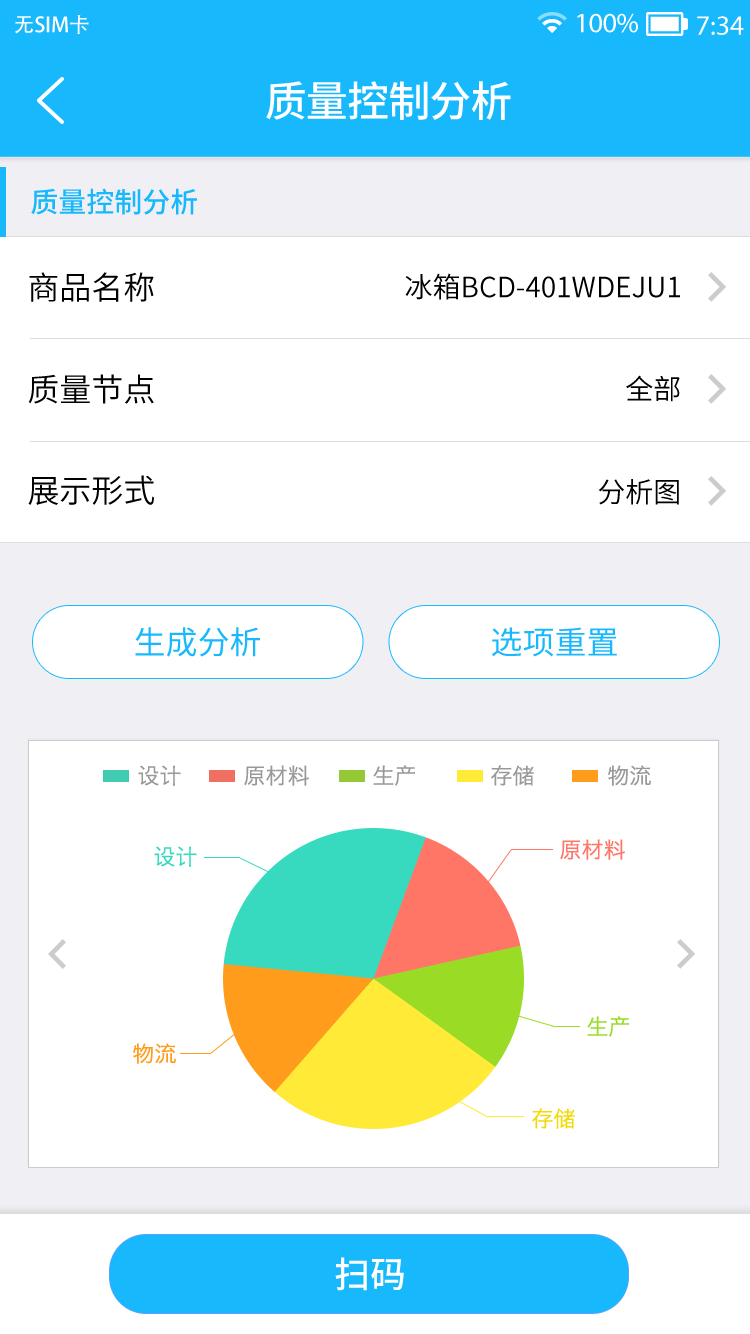 无SIM卡 100% 7:34
质量控制分析
质量控制分析
商品名称 冰箱BCD-401WDEJU1
质量节点 全部
展示形式 分析图
生成分析 选项重置
设计 原材料 生产 存储 物流
原材料
设计
生产
物流
存储
扫码